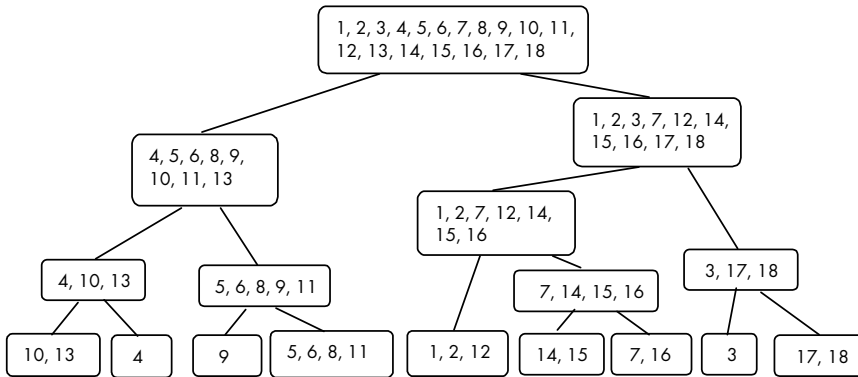 1, 2, 3, 4, 5, 6, 7, 8, 9, 10, 11,
12, 13, 14, 15, 16, 17, 18
4, 5, 6, 8, 9,
10, 11, 13
1, 2, 3, 7, 12, 14,
15, 16, 17, 18
1, 2, 7, 12, 14,
15, 16
4, 10, 13
5, 6, 8, 9, 11
7, 14, 15, 16
3, 17, 18
10, 13
4
9
5, 6, 8, 11
1, 2, 12
14, 15
7, 16
3
17, 18